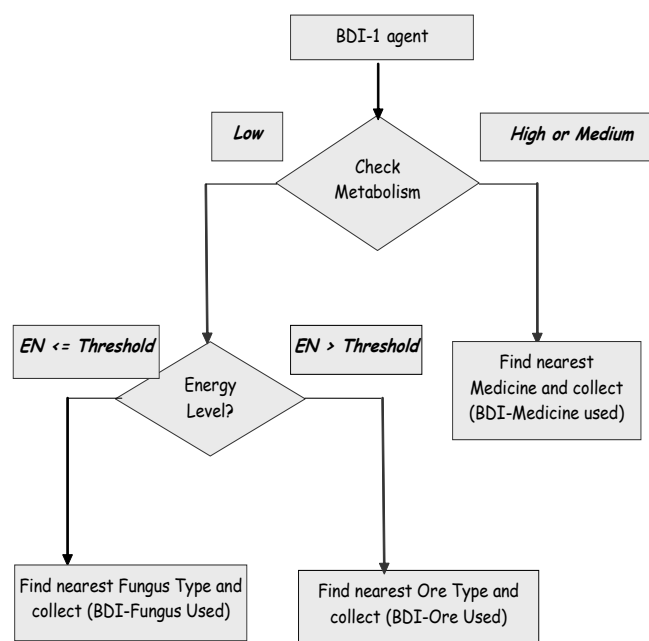 BDI-1 agent
Low
High or Medium
Check
Metabolism
EN <= Threshold
EN > Threshold
Energy
Level?
Find nearest
Medicine and collect
(BDI-Medicine used)
Find nearest Fungus Type and
collect (BDI-Fungus Used)
Find nearest Ore Type and
collect (BDI-Ore Used)